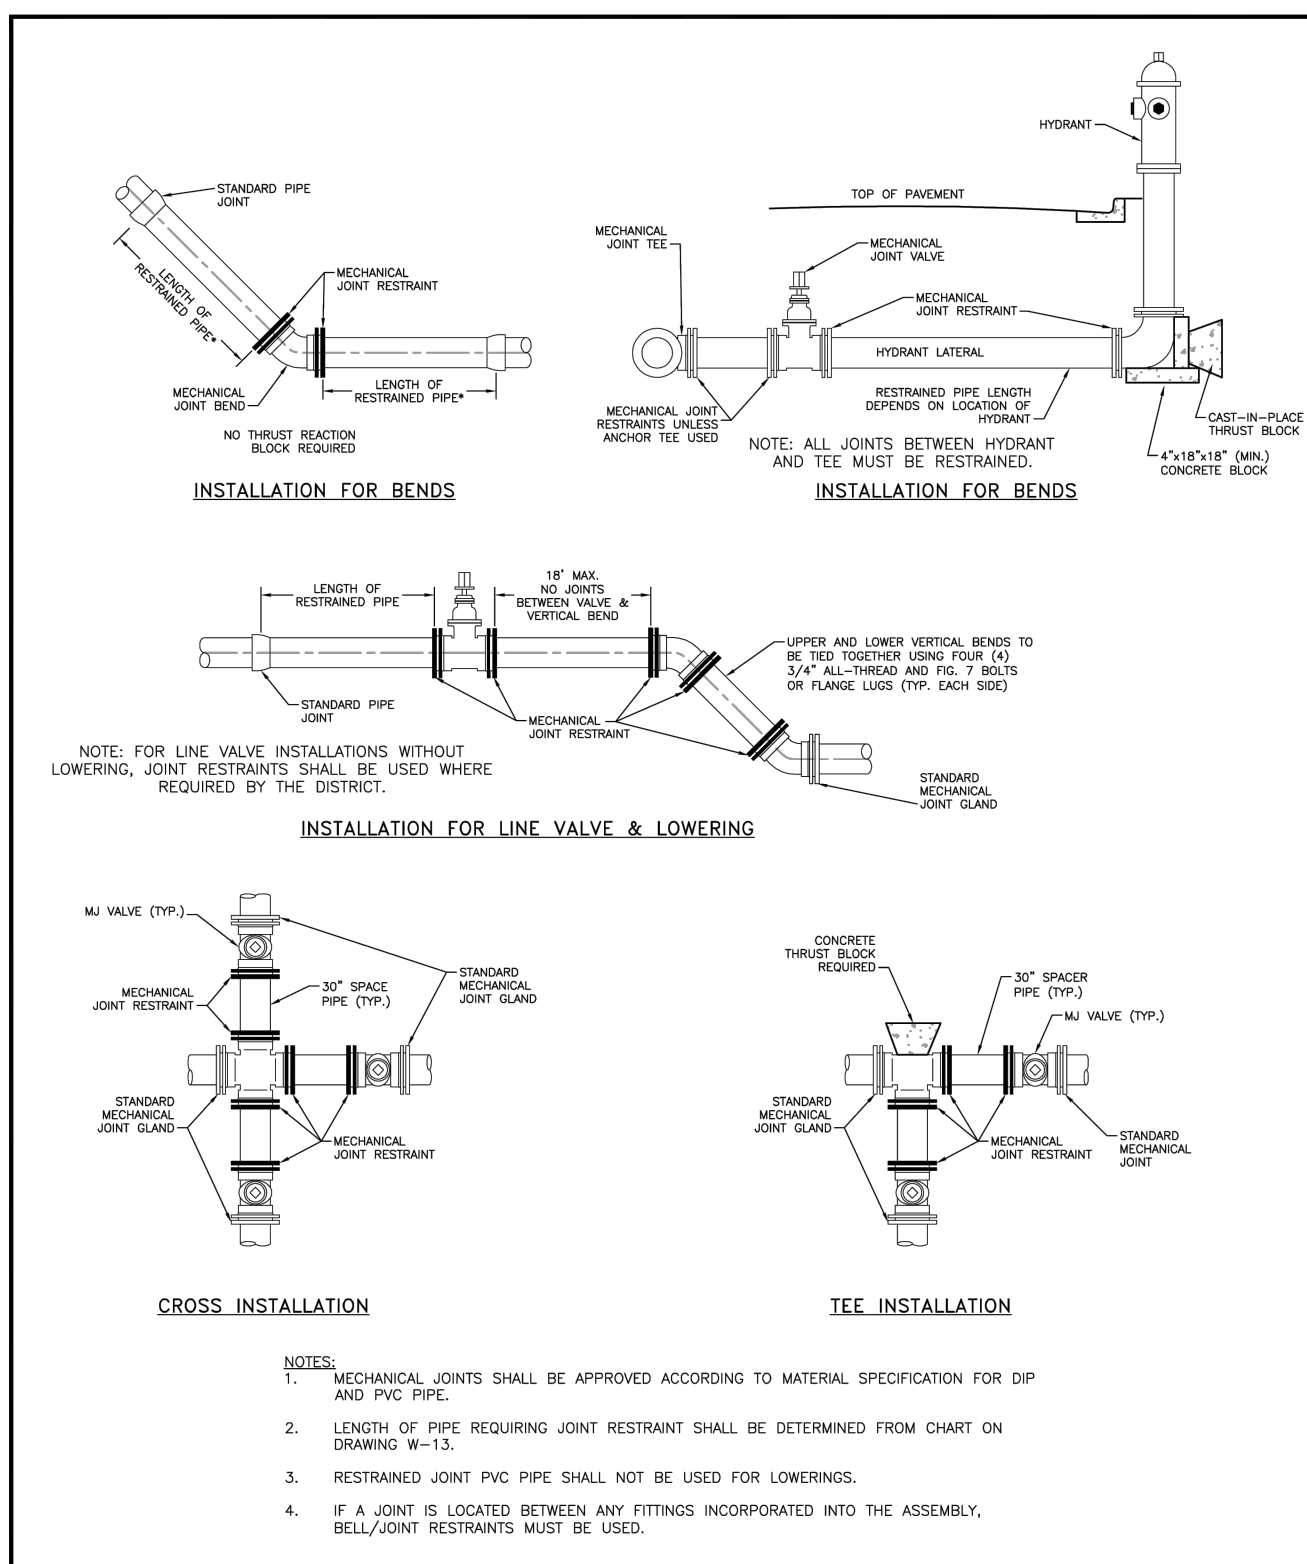 STANDARD PIPE
JOINT
LENGTH OF
RESTRAINED PIPE*
MECHANICAL
JOINT RESTRAINT
MECHANICAL
JOINT BEND
LENGTH OF
RESTRAINED PIPE*
NO THRUST REACTION
BLOCK REQUIRED
INSTALLATION FOR BENDS
HYDRANT
TOP OF PAVEMENT
MECHANICAL
JOINT TEE
MECHANICAL
JOINT VALVE
MECHANICAL
JOINT RESTRAINT
HYDRANT LATERAL
MECHANICAL JOINT
RESTRAINTS UNLESS
ANCHOR TEE USED
RESTRAINED PIPE LENGTH
DEPENDS ON LOCATION OF
HYDRANT
CAST-IN-PLACE
THRUST BLOCK
4"x18"x18" (MIN.)
CONCRETE BLOCK
NOTE: ALL JOINTS BETWEEN HYDRANT
AND TEE MUST BE RESTRAINED.
INSTALLATION FOR BENDS
LENGTH OF
RESTRAINED PIPE
18' MAX.
NO JOINTS
BETWEEN VALVE &
VERTICAL BEND
UPPER AND LOWER VERTICAL BENDS TO
BE TIED TOGETHER USING FOUR (4)
3/4" ALL-THREAD AND FIG. 7 BOLTS
OR FLANGE LUGS (TYP. EACH SIDE)
STANDARD PIPE
JOINT
MECHANICAL
JOINT RESTRAINT
STANDARD
MECHANICAL
JOINT GLAND
NOTE: FOR LINE VALVE INSTALLATIONS WITHOUT
LOWERING, JOINT RESTRAINTS SHALL BE USED WHERE
REQUIRED BY THE DISTRICT.
INSTALLATION FOR LINE VALVE & LOWERING
MJ VALVE (TYP.)
MECHANICAL
JOINT RESTRAINT
30" SPACE
PIPE (TYP.)
STANDARD
MECHANICAL
JOINT GLAND
STANDARD
MECHANICAL
JOINT GLAND
MECHANICAL
JOINT RESTRAINT
CROSS INSTALLATION
CONCRETE
THRUST BLOCK
REQUIRED
30" SPACER
PIPE (TYP.)
MJ VALVE (TYP.)
STANDARD
MECHANICAL
JOINT GLAND
MECHANICAL
JOINT RESTRAINT
STANDARD
MECHANICAL
JOINT
TEE INSTALLATION
NOTES:
1. MECHANICAL JOINTS SHALL BE APPROVED ACCORDING TO MATERIAL SPECIFICATION FOR DIP
AND PVC PIPE.
2. LENGTH OF PIPE REQUIRING JOINT RESTRAINT SHALL BE DETERMINED FROM CHART ON
DRAWING W-13.
3. RESTRAINED JOINT PVC PIPE SHALL NOT BE USED FOR LOWERINGS.
4. IF A JOINT IS LOCATED BETWEEN ANY FITTINGS INCORPORATED INTO THE ASSEMBLY,
BELL/JOINT RESTRAINTS MUST BE USED.